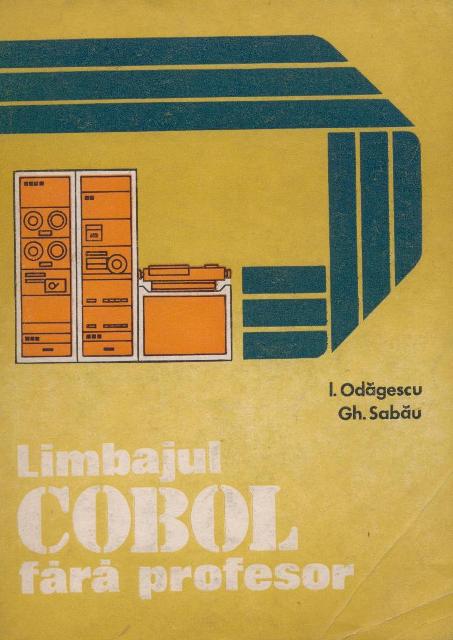 I. Odăgescu
Gh. Sabău
Limbajul
COBOL
fără profesor